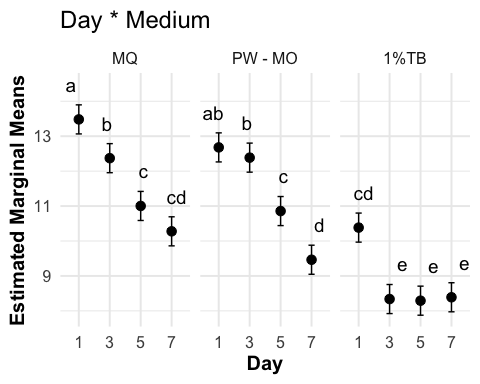 Day * Medium
MQ PW - MO 1%TB
a b c cd
ab b c d
cd e e e
13
11
9
Estimated Marginal Means
1 3 5 7 1 3 5 7 1 3 5 7
Day